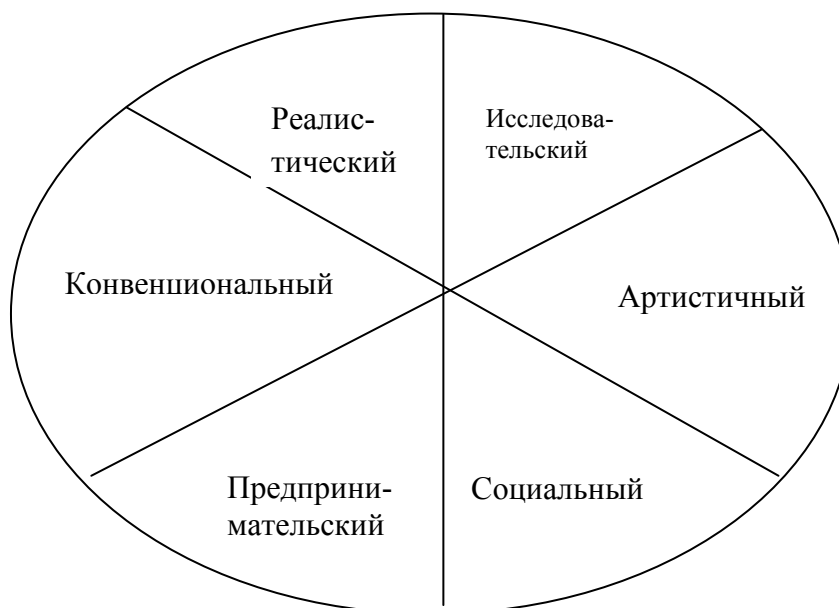 Реалис-
тический
Исследова-
тельский
Конвенциональный
Артистичный
Предприни-
мательский
Социальный